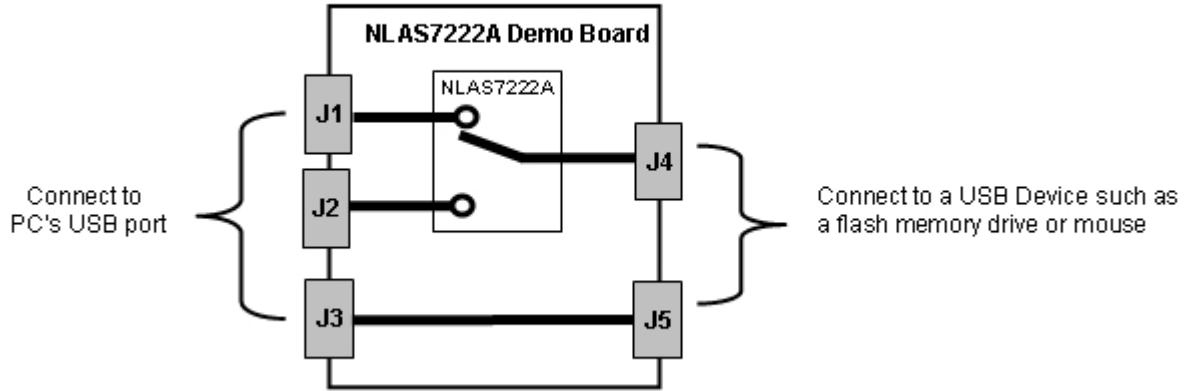 NLAS7222A Demo Board
NLAS7222A
J1
J2
J3
J4
J5
Connect to
PC's USB port
Connect to a USB Device such as
a flash memory drive or mouse